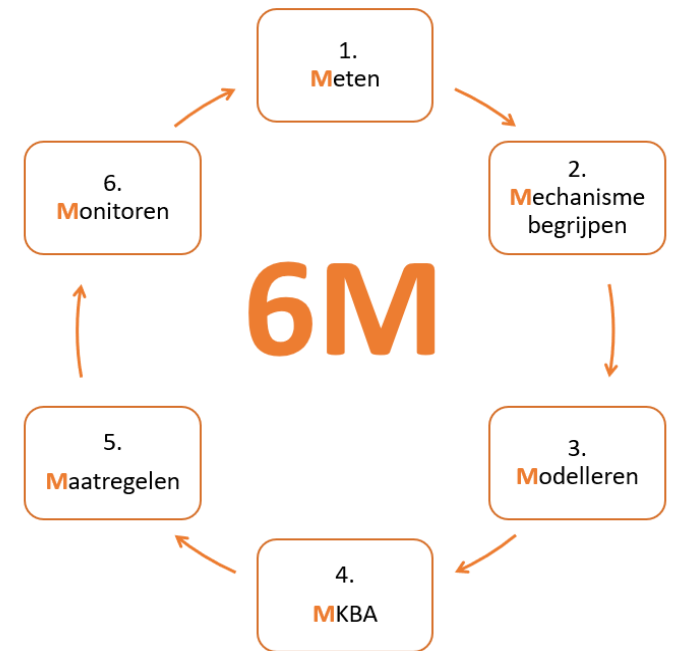 1.
Meten
2.
Mechanisme
begrijpen
3.
Modelleren
4.
MKBA
5.
Maatregelen
6.
Monitoren
6M